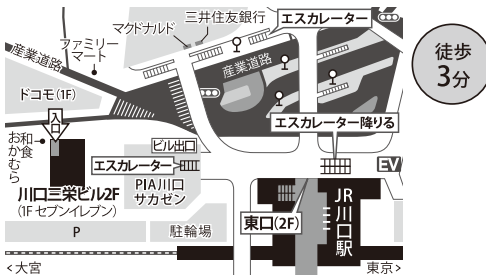 マクドナルド
三井住友銀行
エスカレーター
ファミリー
マート
産業道路
産業道路
徒歩
3分
ドコモ(1F)
入口
エスカレーター降りる
和食
おかむら
ビル出口
エスカレーター
EV
川口三栄ビル2F
(1F セブンイレブン)
PIA川口
サカゼン
東口(2F)
JR川口駅
P
駐輪場
<大宮
東京>